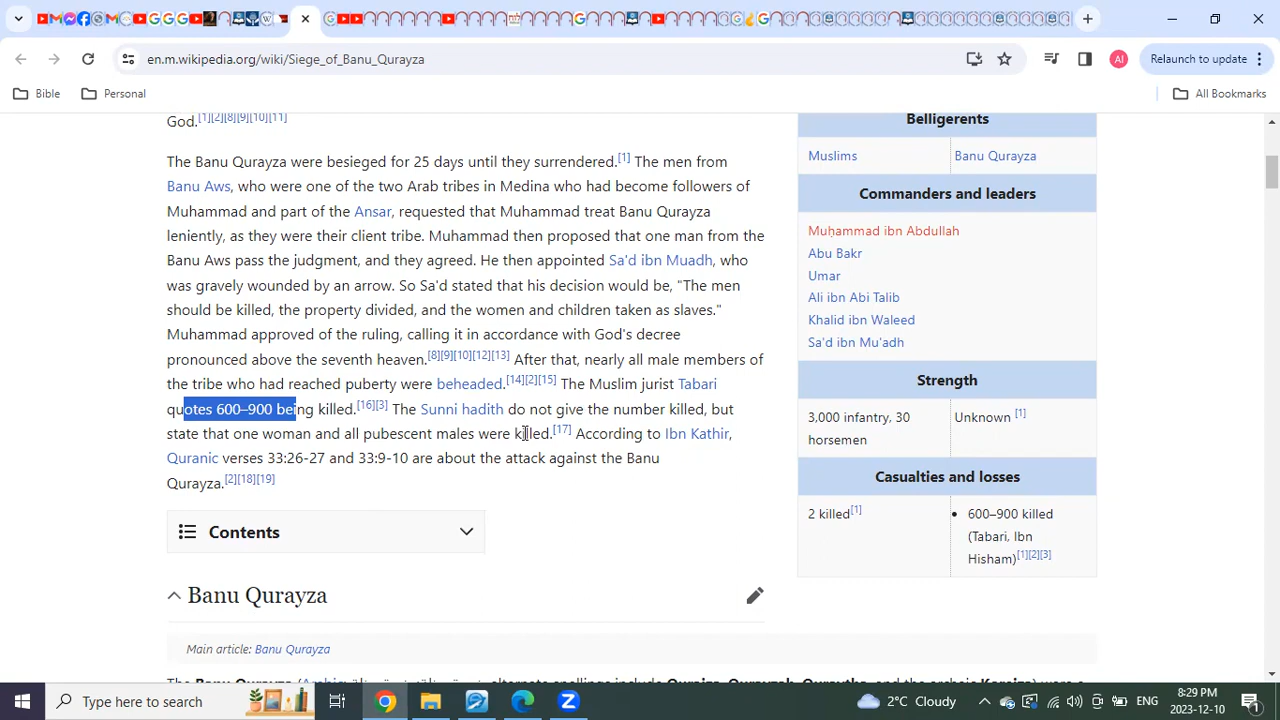 en.m.wikipedia.org/wiki/Siege_of_Banu_Qurayza
AI
Relaunch to update
Bible
Personal
All Bookmarks
God.[1][2][8][9][10][11]
The Banu Qurayza were besieged for 25 days until they surrendered.[1] The men from
Banu Aws, who were one of the two Arab tribes in Medina who had become followers of
Muhammad and part of the Ansar, requested that Muhammad treat Banu Qurayza
leniently, as they were their client tribe. Muhammad then proposed that one man from the
Banu Aws pass the judgment, and they agreed. He then appointed Sa'd ibn Muadh, who
was gravely wounded by an arrow. So Sa'd stated that his decision would be, "The men
should be killed, the property divided, and the women and children taken as slaves."
Muhammad approved of the ruling, calling it in accordance with God's decree
pronounced above the seventh heaven.[8][9][10][12][13] After that, nearly all male members of
the tribe who had reached puberty were beheaded.[14][2][15] The Muslim jurist Tabari
quotes 600–900 being killed.[16][3] The Sunni hadith do not give the number killed, but
state that one woman and all pubescent males were killed.[17] According to Ibn Kathir,
Quranic verses 33:26-27 and 33:9-10 are about the attack against the Banu
Qurayza.[2][18][19]
Contents
Banu Qurayza
Main article: Banu Qurayza
Belligerents
Muslims Banu Qurayza
Commanders and leaders
Muḥammad ibn Abdullah
Abu Bakr
Umar
Ali ibn Abi Talib
Khalid ibn Waleed
Sa'd ibn Mu'adh
Strength
3,000 infantry, 30 Unknown [1]
horsemen
Casualties and losses
2 killed[1] • 600–900 killed
(Tabari, Ibn
Hisham)[1][2][3]
Type here to search
2°C Cloudy
ENG
8:29 PM
2023-12-10